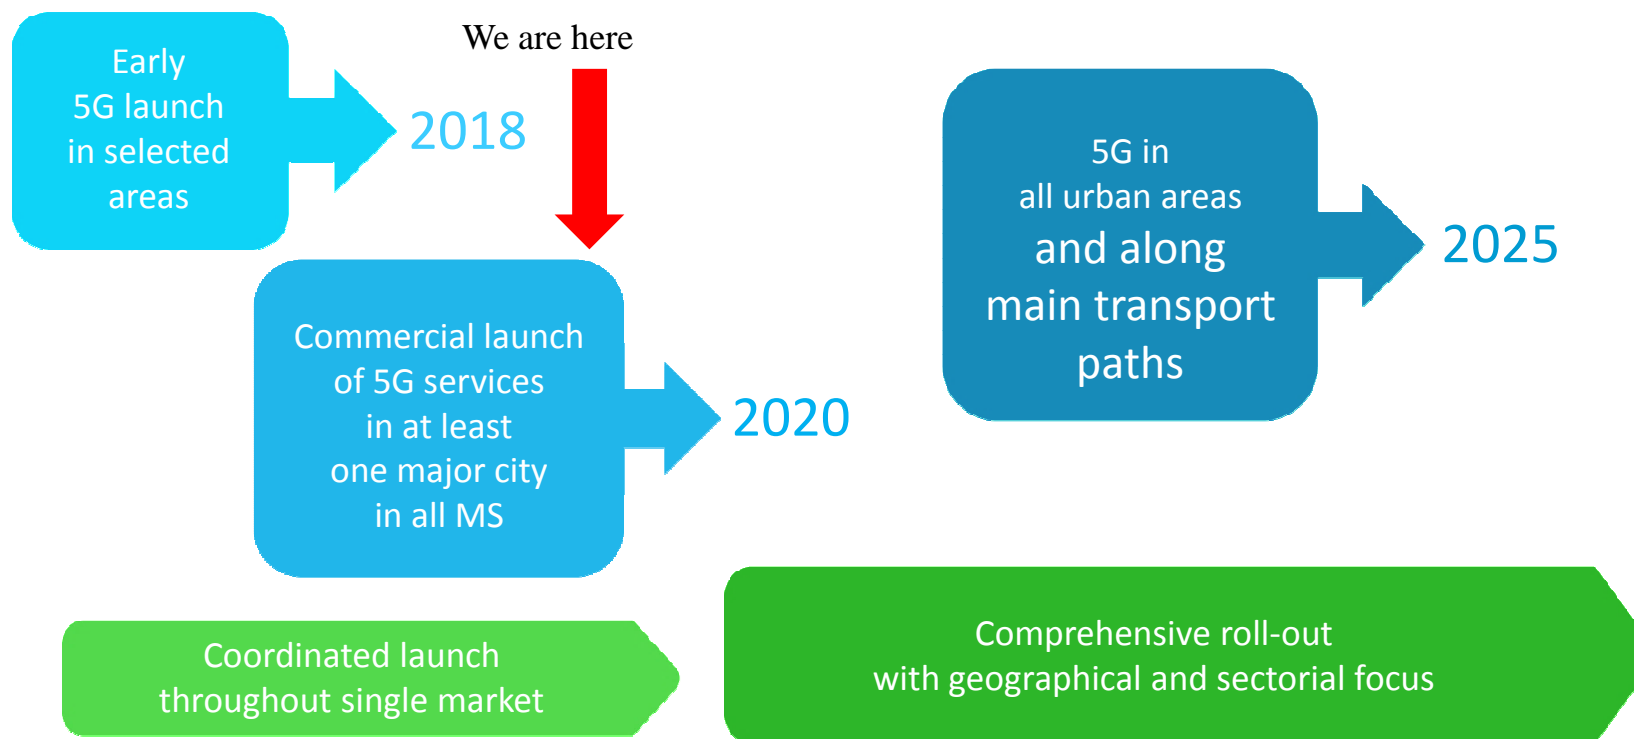 Early
5G launch
in selected
areas
2018
We are here
Commercial launch
of 5G services
in at least
one major city
in all MS
2020
5G in
all urban areas
and along
main transport
paths
2025
Coordinated launch
throughout single market
Comprehensive roll-out
with geographical and sectorial focus